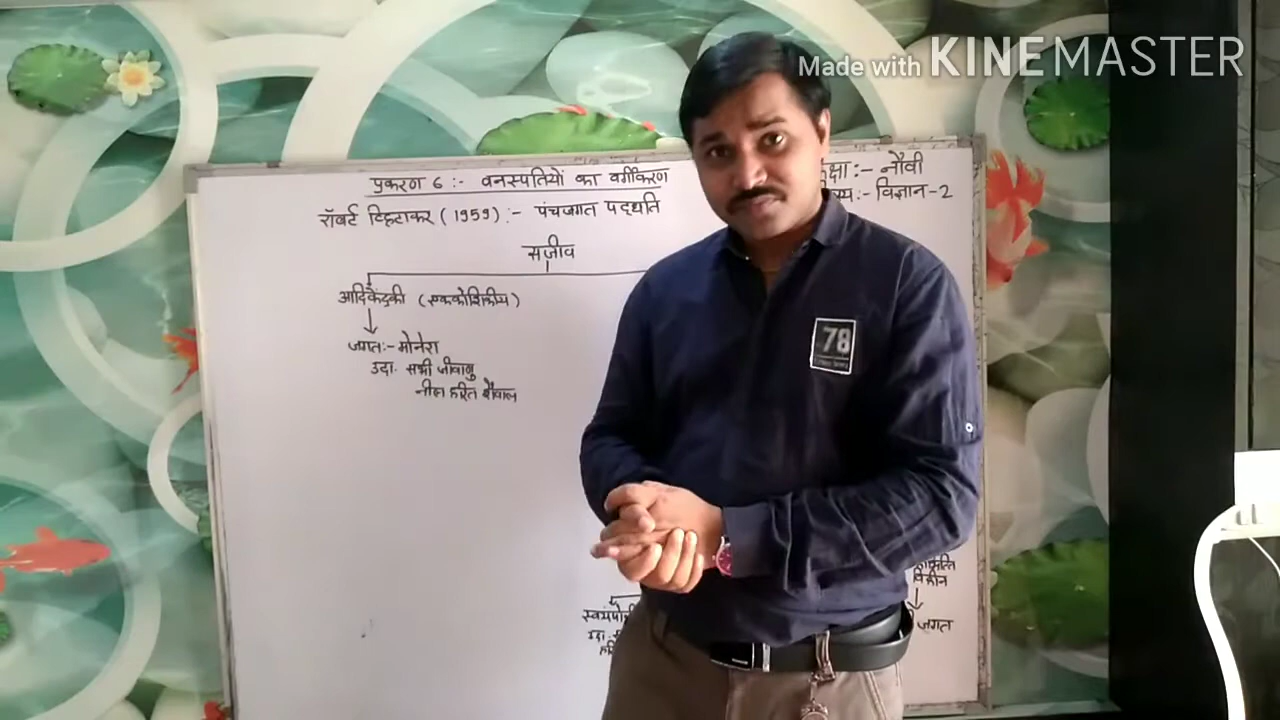 Made with KINEMASTER
प्रकरण 6 :- वनस्पतियों का वर्गीकरण
कक्षा :- नौवी
विज्ञान-2
रॉबर्ट व्हिटाकर (1959) :- पंचजगत पद्धति
सजीव
आदिकेंद्रकी (एककोशिकीय)
जगत:- मोनेरा
उदा. सभी जीवाणु
नील हरित शैवाल
78
जगत